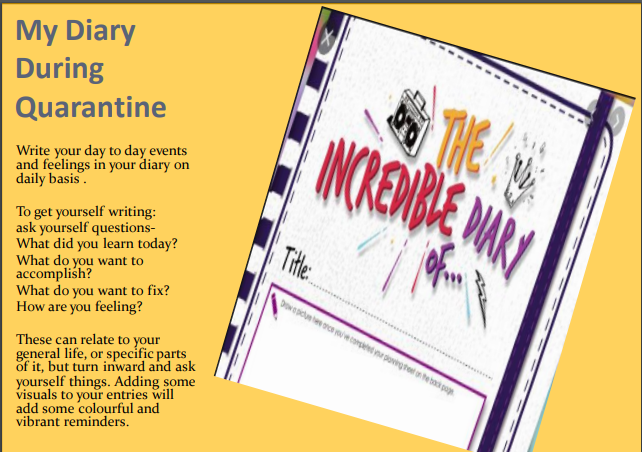 My Diary
During
Quarantine
Write your day to day events
and feelings in your diary on
daily basis .
To get yourself writing:
ask yourself questions-
What did you learn today?
What do you want to
accomplish?
What do you want to fix?
How are you feeling?
These can relate to your
general life, or specific parts
of it, but turn inward and ask
yourself things. Adding some
visuals to your entries will
add some colourful and
vibrant reminders.
THE
INCREDIBLE DIARY
OF...
Title:
Draw a picture here once you've completed your planning sheet on the back page.